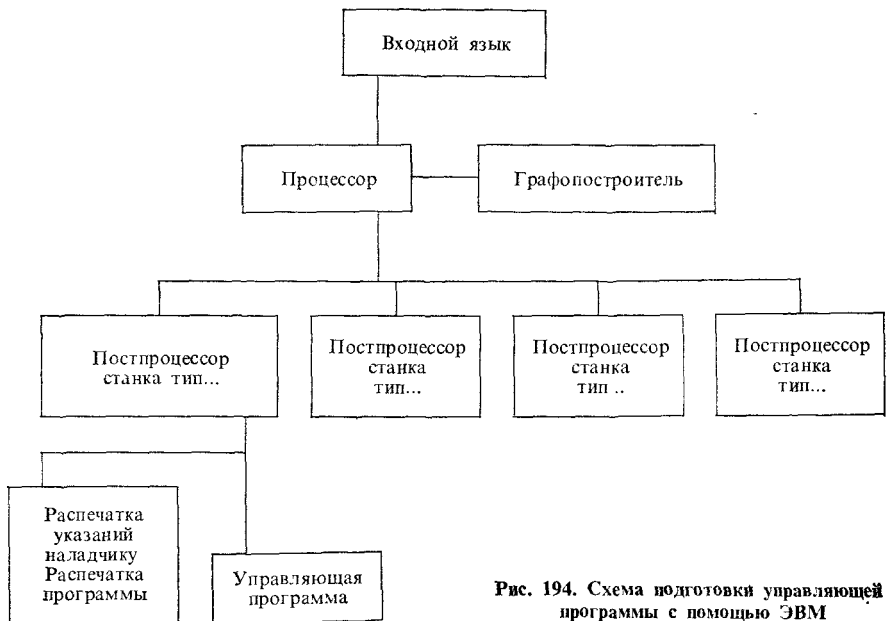 Входной язык
Процессор
Графопостроитель
Постпроцессор
станка тип...
Постпроцессор
станка
тип...
Постпроцессор
станка
тип ..
Постпроцессор
станка
тип...
Распечатка
указаний
наладчику
Распечатка
программы
Управляющая
программа
Рис. 194. Схема подготовки управляющей
программы с помощью ЭВМ